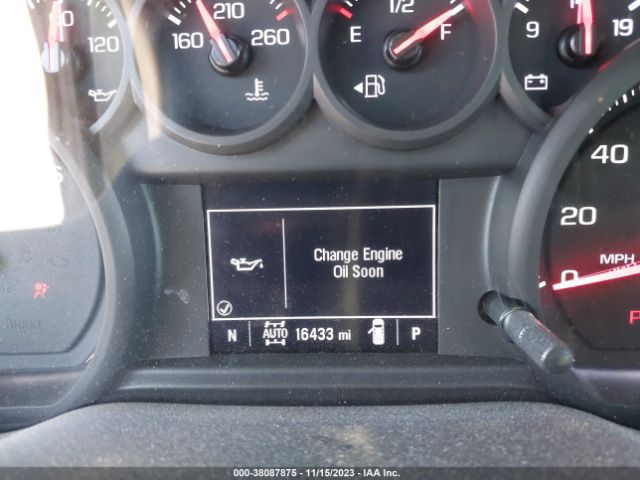 120
160 210 260
E 1/2 F
9 19
40
20
0
MPH
P
Change Engine
Oil Soon
N AUTO 16433 mi P
BRAKE
000-38087875 - 11/15/2023 - IAA Inc.